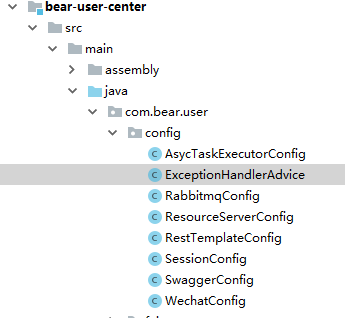 bear-user-center
src
main
assembly
java
com.bear.user
config
AsycTaskExecutorConfig
ExceptionHandlerAdvice
RabbitmqConfig
ResourceServerConfig
RestTemplateConfig
SessionConfig
SwaggerConfig
WechatConfig